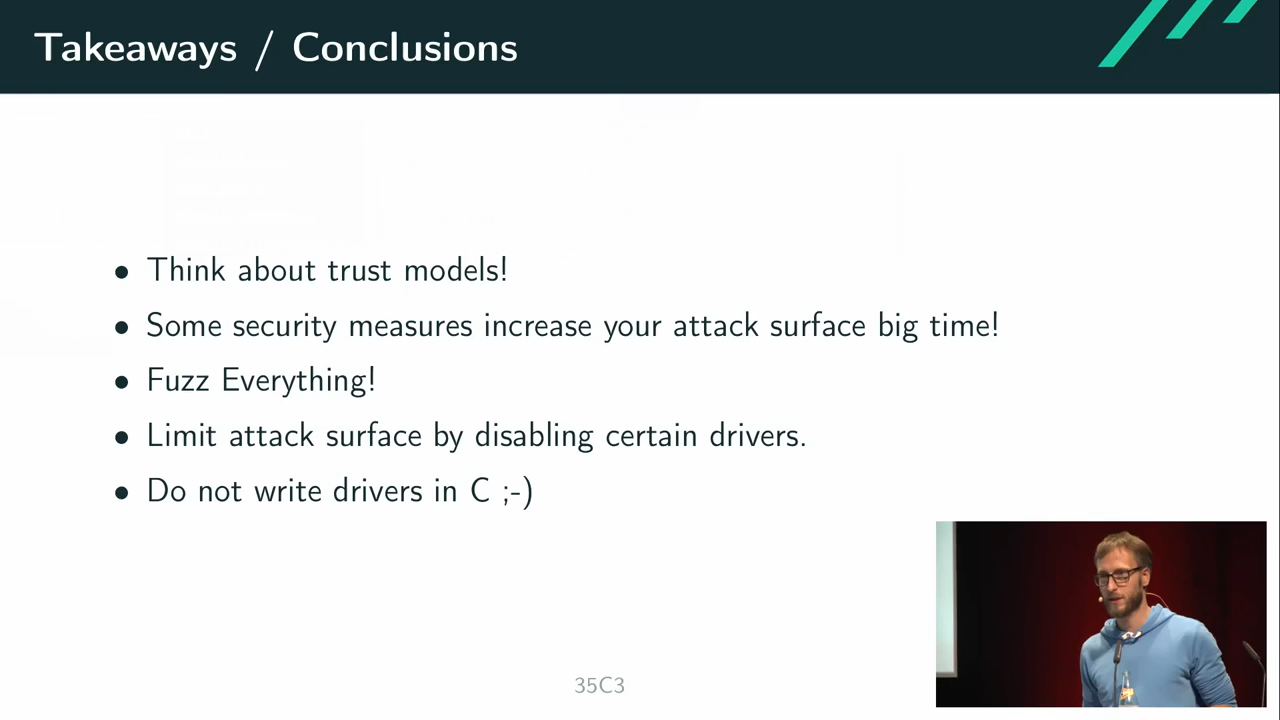 Takeaways / Conclusions
• Think about trust models!
• Some security measures increase your attack surface big time!
• Fuzz Everything!
• Limit attack surface by disabling certain drivers.
• Do not write drivers in C ;-)
35C3